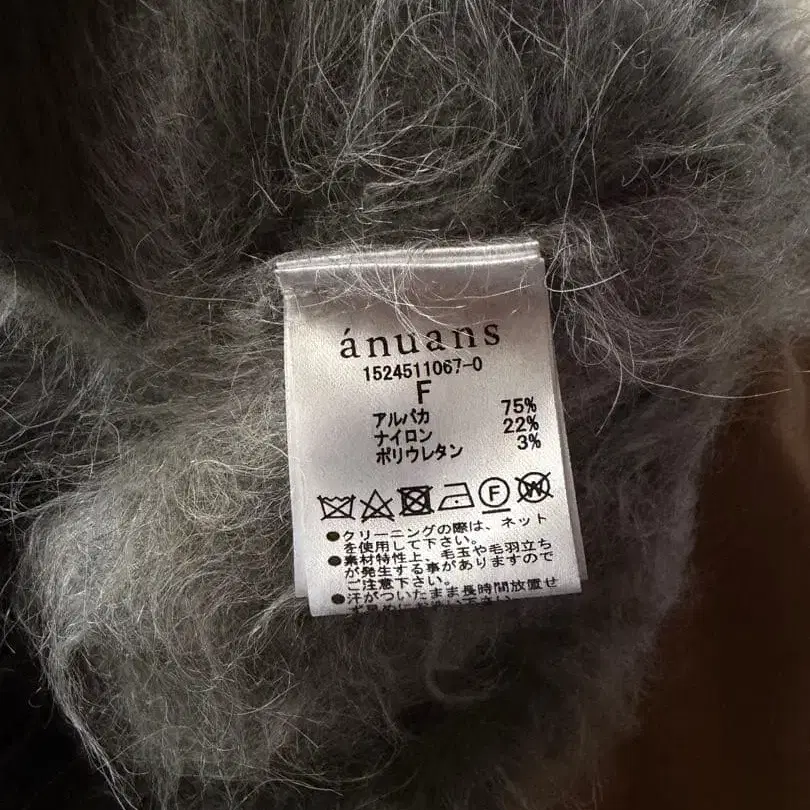 ánuans
1524511067-0
F
アルパカ 75%
ナイロン 22%
ポリウレタン 3%
F W
●クリーニングの際は、ネット
を使用して下さい。
●素材特性上、毛玉や毛羽立ち
が発生する事がありますので
ご注意下さい。
●汗がついたまま長時間放置せ